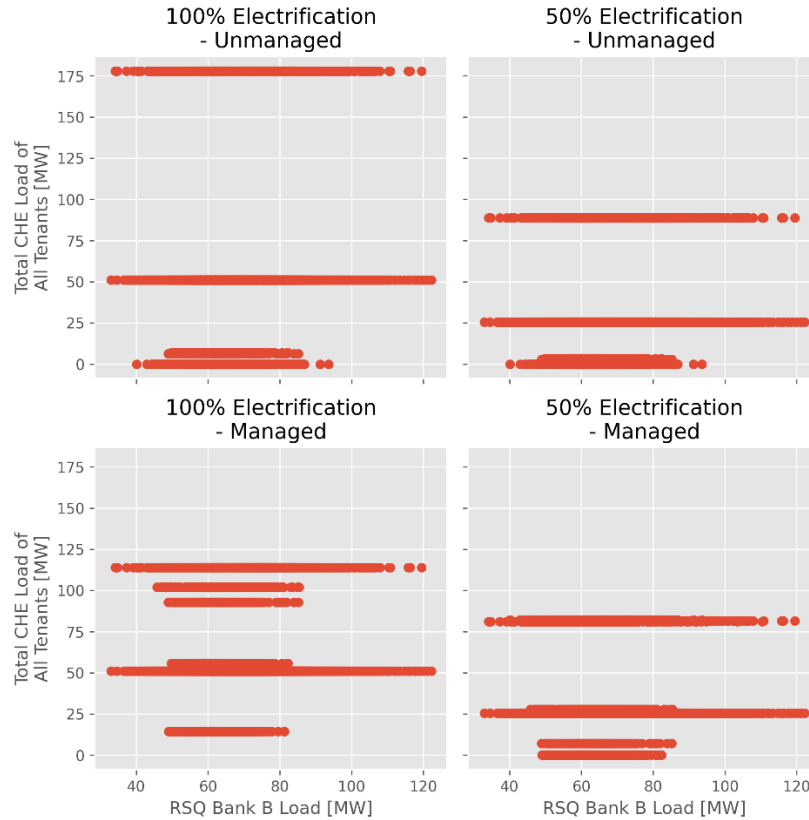 100% Electrification
- Unmanaged
50% Electrification
- Unmanaged
Total CHE Load of
All Tenants [MW]
175
150
125
100
75
50
25
0
100% Electrification
- Managed
50% Electrification
- Managed
Total CHE Load of
All Tenants [MW]
175
150
125
100
75
50
25
0
40 60 80 100 120
40 60 80 100 120
RSQ Bank B Load [MW]
RSQ Bank B Load [MW]